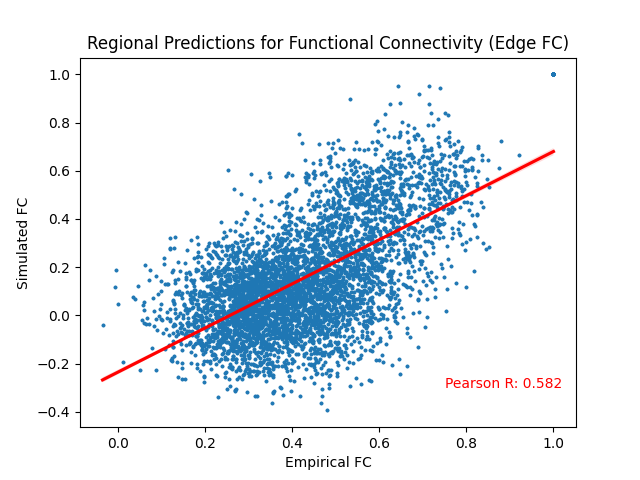 Regional Predictions for Functional Connectivity (Edge FC)
1.0
0.8
0.6
0.4
0.2
0.0
−0.2
−0.4
Simulated FC
Pearson R: 0.582
0.0 0.2 0.4 0.6 0.8 1.0
Empirical FC